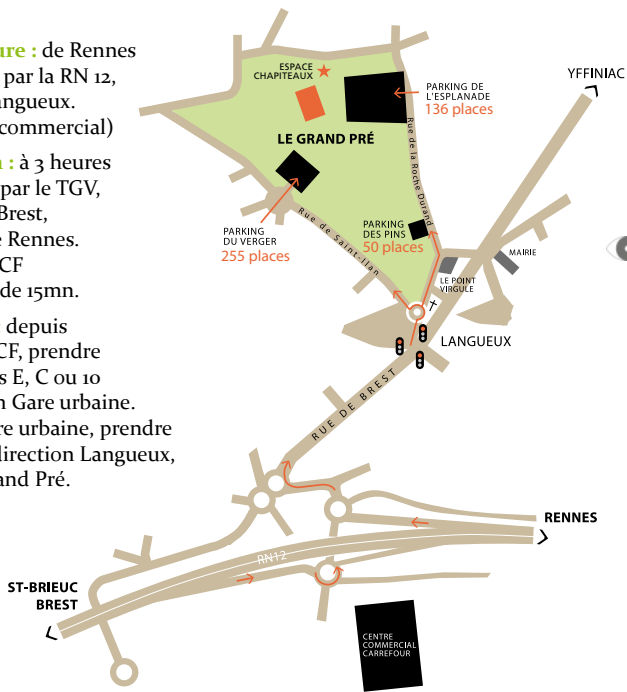 ure : de Rennes
par la RN 12,
angueux.
commercial)
: à 3 heures
par le TGV,
Brest,
e Rennes.
CF
de 15mn.
: depuis
CF, prendre
s E, C ou 10
n Gare urbaine.
re urbaine, prendre
direction Langueux,
and Pré.
ESPACE
CHAPITEAUX
PARKING DE
L'ESPLANADE
136 places
YFFINIAC
LE GRAND PRÉ
Rue de la Roche Durand
PARKING
DU VERGER
255 places
Rue de Saint-Ilan
PARKING
DES PINS
50 places
MAIRIE
LE POINT
VIRGULE
LANGUEUX
RUE DE BREST
RENNES
RN12
ST-BRIEUC
BREST
CENTRE
COMMERCIAL
CARREFOUR